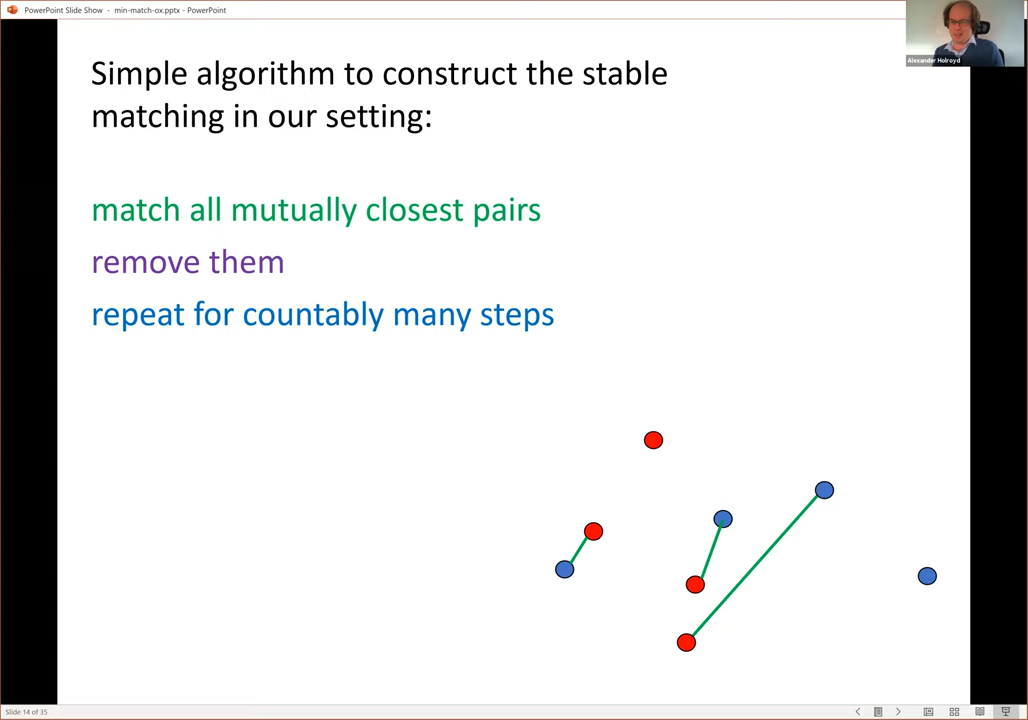 PowerPoint Slide Show - min-match-ox.pptx - PowerPoint
Alexander Holroyd
Simple algorithm to construct the stable
matching in our setting:
match all mutually closest pairs
remove them
repeat for countably many steps
Slide 14 of 35